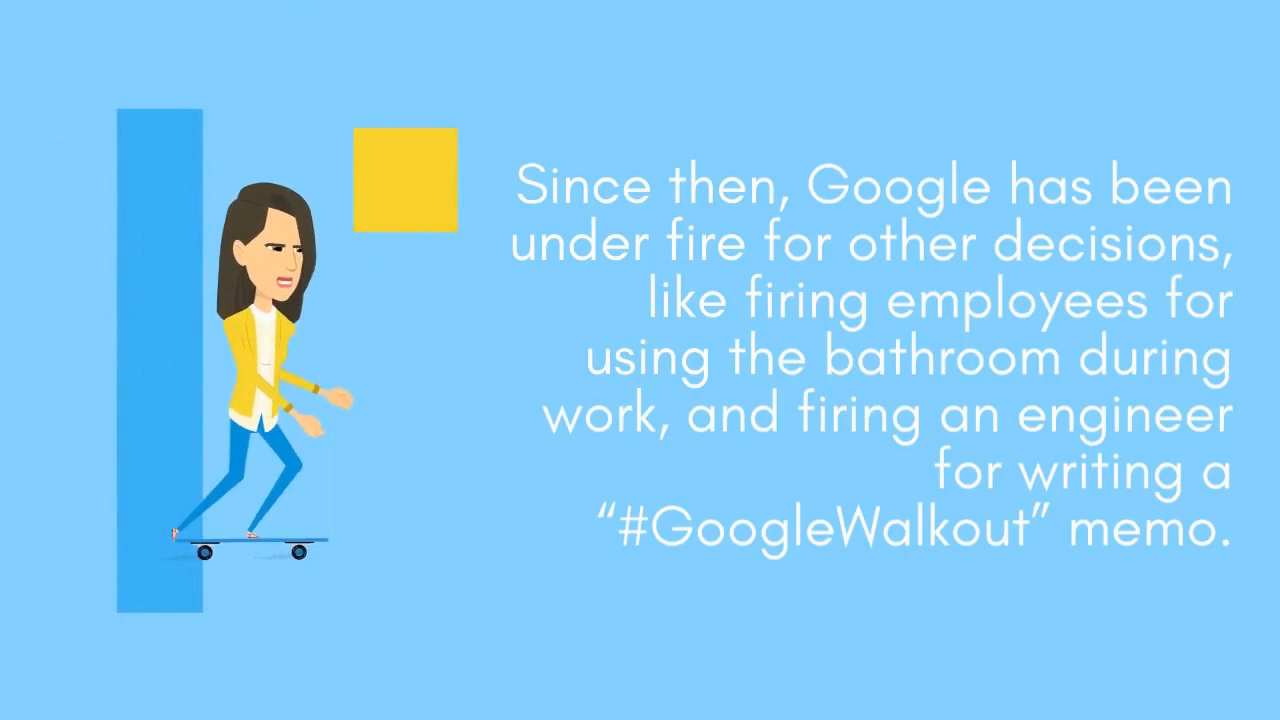 Since then, Google has been
under fire for other decisions,
like firing employees for
using the bathroom during
work, and firing an engineer
for writing a
“#GoogleWalkout” memo.